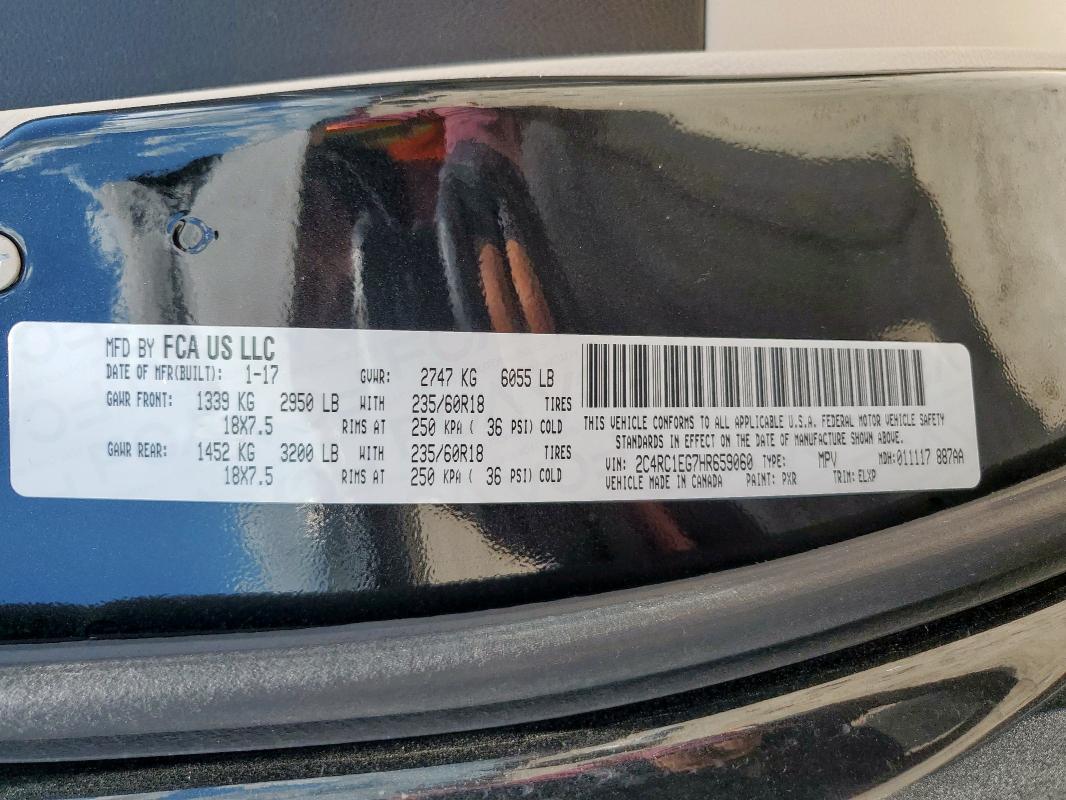 MFD BY FCA US LLC
DATE OF MFR(BUILT): 1-17 GVWR: 2747 KG 6055 LB
GAWR FRONT: 1339 KG 2950 LB WITH 235/60R18 TIRES
18X7.5 RIMS AT 250 KPA ( 36 PSI) COLD
GAWR REAR: 1452 KG 3200 LB WITH 235/60R18 TIRES
18X7.5 RIMS AT 250 KPA ( 36 PSI) COLD
THIS VEHICLE CONFORMS TO ALL APPLICABLE U.S.A. FEDERAL MOTOR VEHICLE SAFETY
STANDARDS IN EFFECT ON THE DATE OF MANUFACTURE SHOWN ABOVE.
VIN: 2C4RC1EG7HR659060 TYPE: MPV MDH:011117 887AA
VEHICLE MADE IN CANADA PAINT: PXR TRIM: ELXP